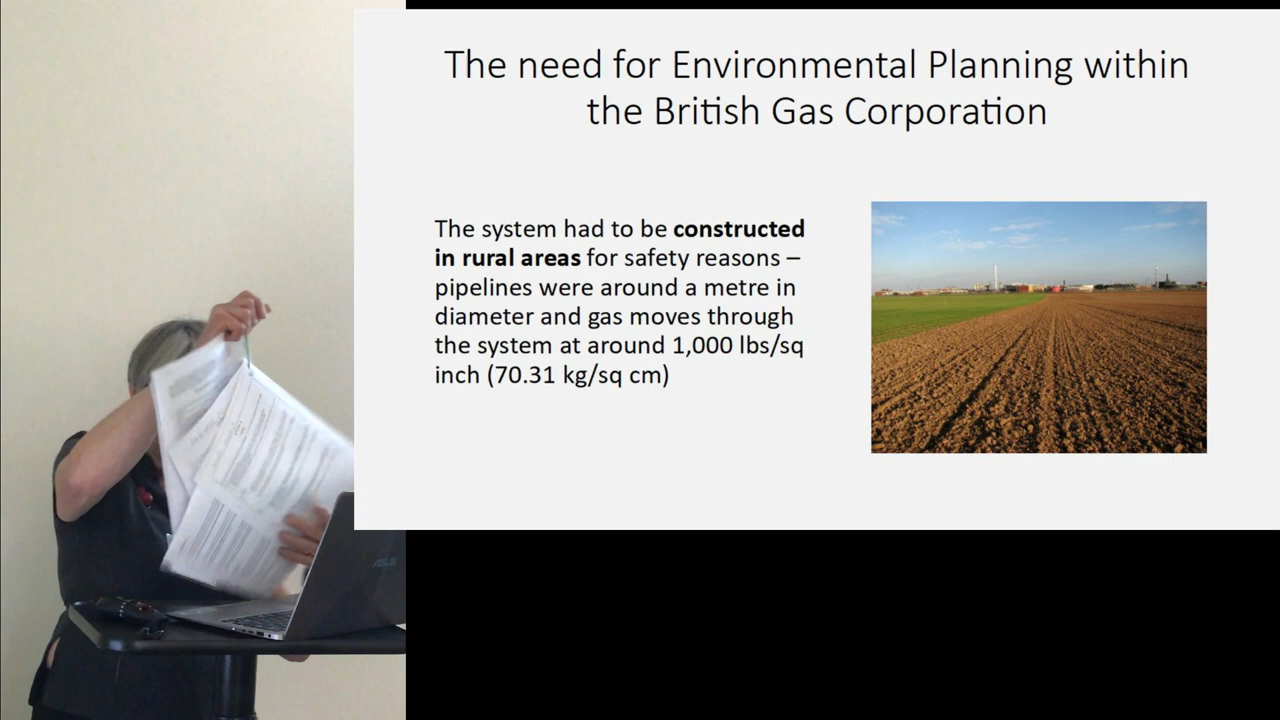 The need for Environmental Planning within
the British Gas Corporation
The system had to be constructed
in rural areas for safety reasons –
pipelines were around a metre in
diameter and gas moves through
the system at around 1,000 lbs/sq
inch (70.31 kg/sq cm)
ASUS